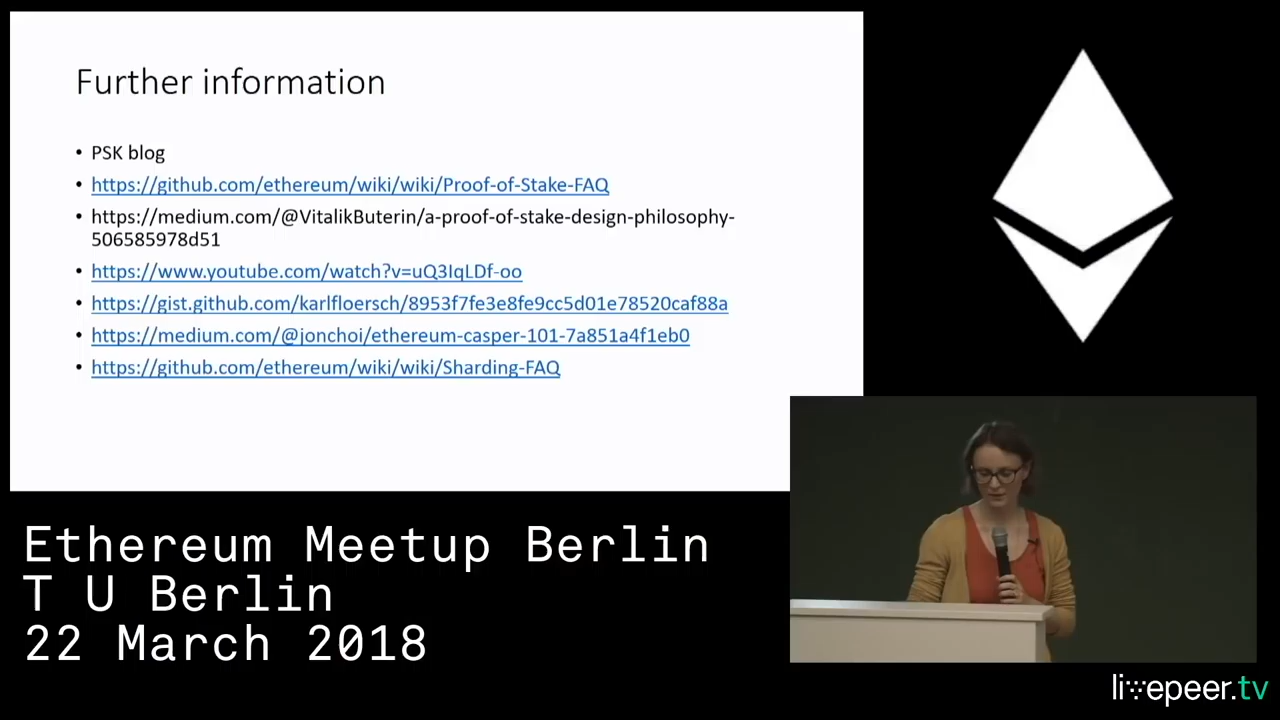 Further information
• PSK blog
• https://github.com/ethereum/wiki/wiki/Proof-of-Stake-FAQ
• https://medium.com/@VitalikButerin/a-proof-of-stake-design-philosophy-
506585978d51
• https://www.youtube.com/watch?v=uQ3IqLDf-oo
• https://gist.github.com/karlfloersch/8953f7fe3e8fe9cc5d01e78520caf88a
• https://medium.com/@jonchoi/ethereum-casper-101-7a851a4f1eb0
• https://github.com/ethereum/wiki/wiki/Sharding-FAQ
Ethereum Meetup Berlin
T U Berlin
22 March 2018
livepeer.tv